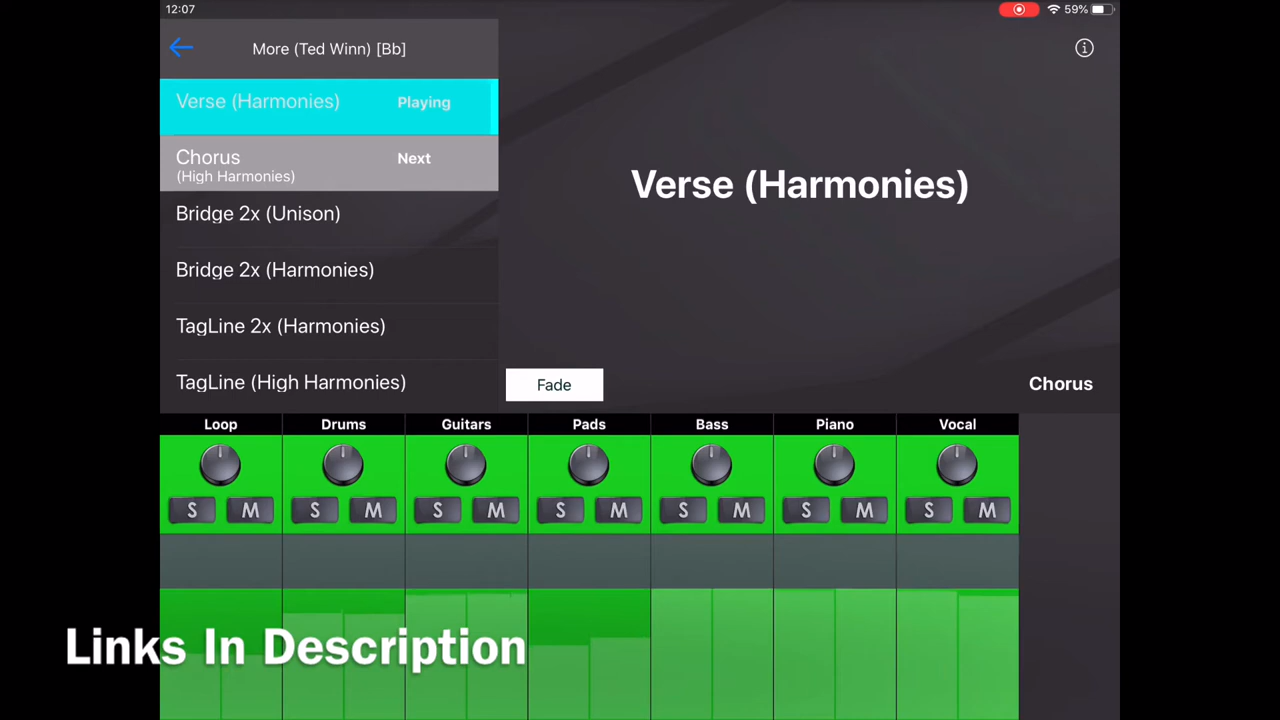 12:07
59%
More (Ted Winn) [Bb]
Verse (Harmonies) Playing
Chorus Next
(High Harmonies)
Bridge 2x (Unison)
Bridge 2x (Harmonies)
TagLine 2x (Harmonies)
TagLine (High Harmonies)
Verse (Harmonies)
Fade
Chorus
Loop Drums Guitars Pads Bass Piano Vocal
S M S M S M S M S M S M S M
Links In Description